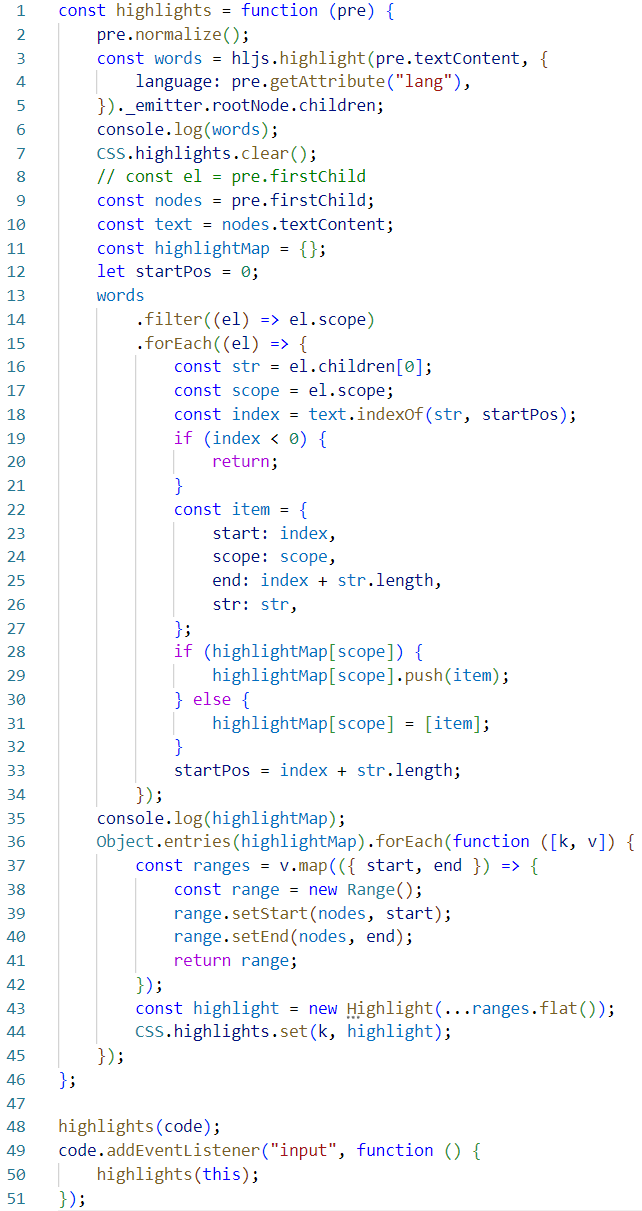 1 const highlights = function (pre) {
2 pre.normalize();
3 const words = hljs.highlight(pre.textContent, {
4 language: pre.getAttribute("lang"),
5 })._emitter.rootNode.children;
6 console.log(words);
7 CSS.highlights.clear();
8 // const el = pre.firstChild
9 const nodes = pre.firstChild;
10 const text = nodes.textContent;
11 const highlightMap = {};
12 let startPos = 0;
13 words
14 .filter((el) => el.scope)
15 .forEach((el) => {
16 const str = el.children[0];
17 const scope = el.scope;
18 const index = text.indexOf(str, startPos);
19 if (index < 0) {
20 return;
21 }
22 const item = {
23 start: index,
24 scope: scope,
25 end: index + str.length,
26 str: str,
27 };
28 if (highlightMap[scope]) {
29 highlightMap[scope].push(item);
30 } else {
31 highlightMap[scope] = [item];
32 }
33 startPos = index + str.length;
34 });
35 console.log(highlightMap);
36 Object.entries(highlightMap).forEach(function ([k, v]) {
37 const ranges = v.map(({ start, end }) => {
38 const range = new Range();
39 range.setStart(nodes, start);
40 range.setEnd(nodes, end);
41 return range;
42 });
43 const highlight = new Highlight(...ranges.flat());
44 CSS.highlights.set(k, highlight);
45 });
46 };
47
48 highlights(code);
49 code.addEventListener("input", function () {
50 highlights(this);
51 });